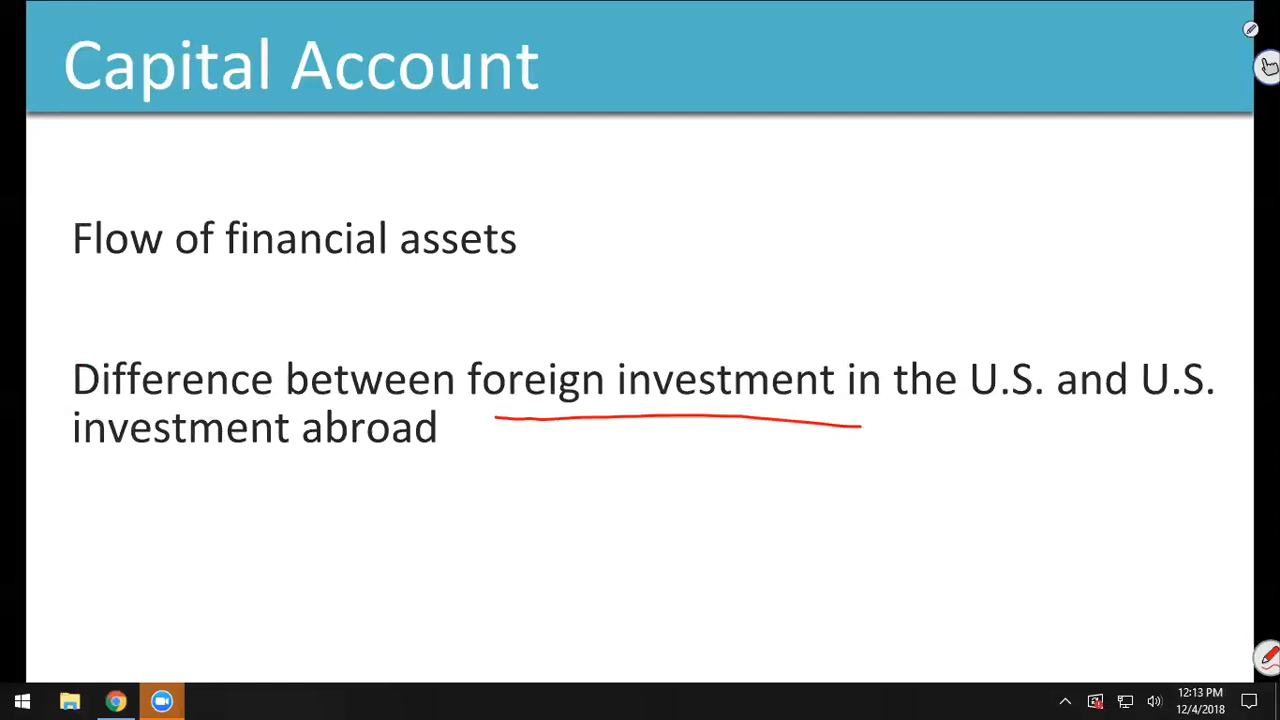 Capital Account
Flow of financial assets
Difference between foreign investment in the U.S. and U.S.
investment abroad
12:13 PM
12/4/2018